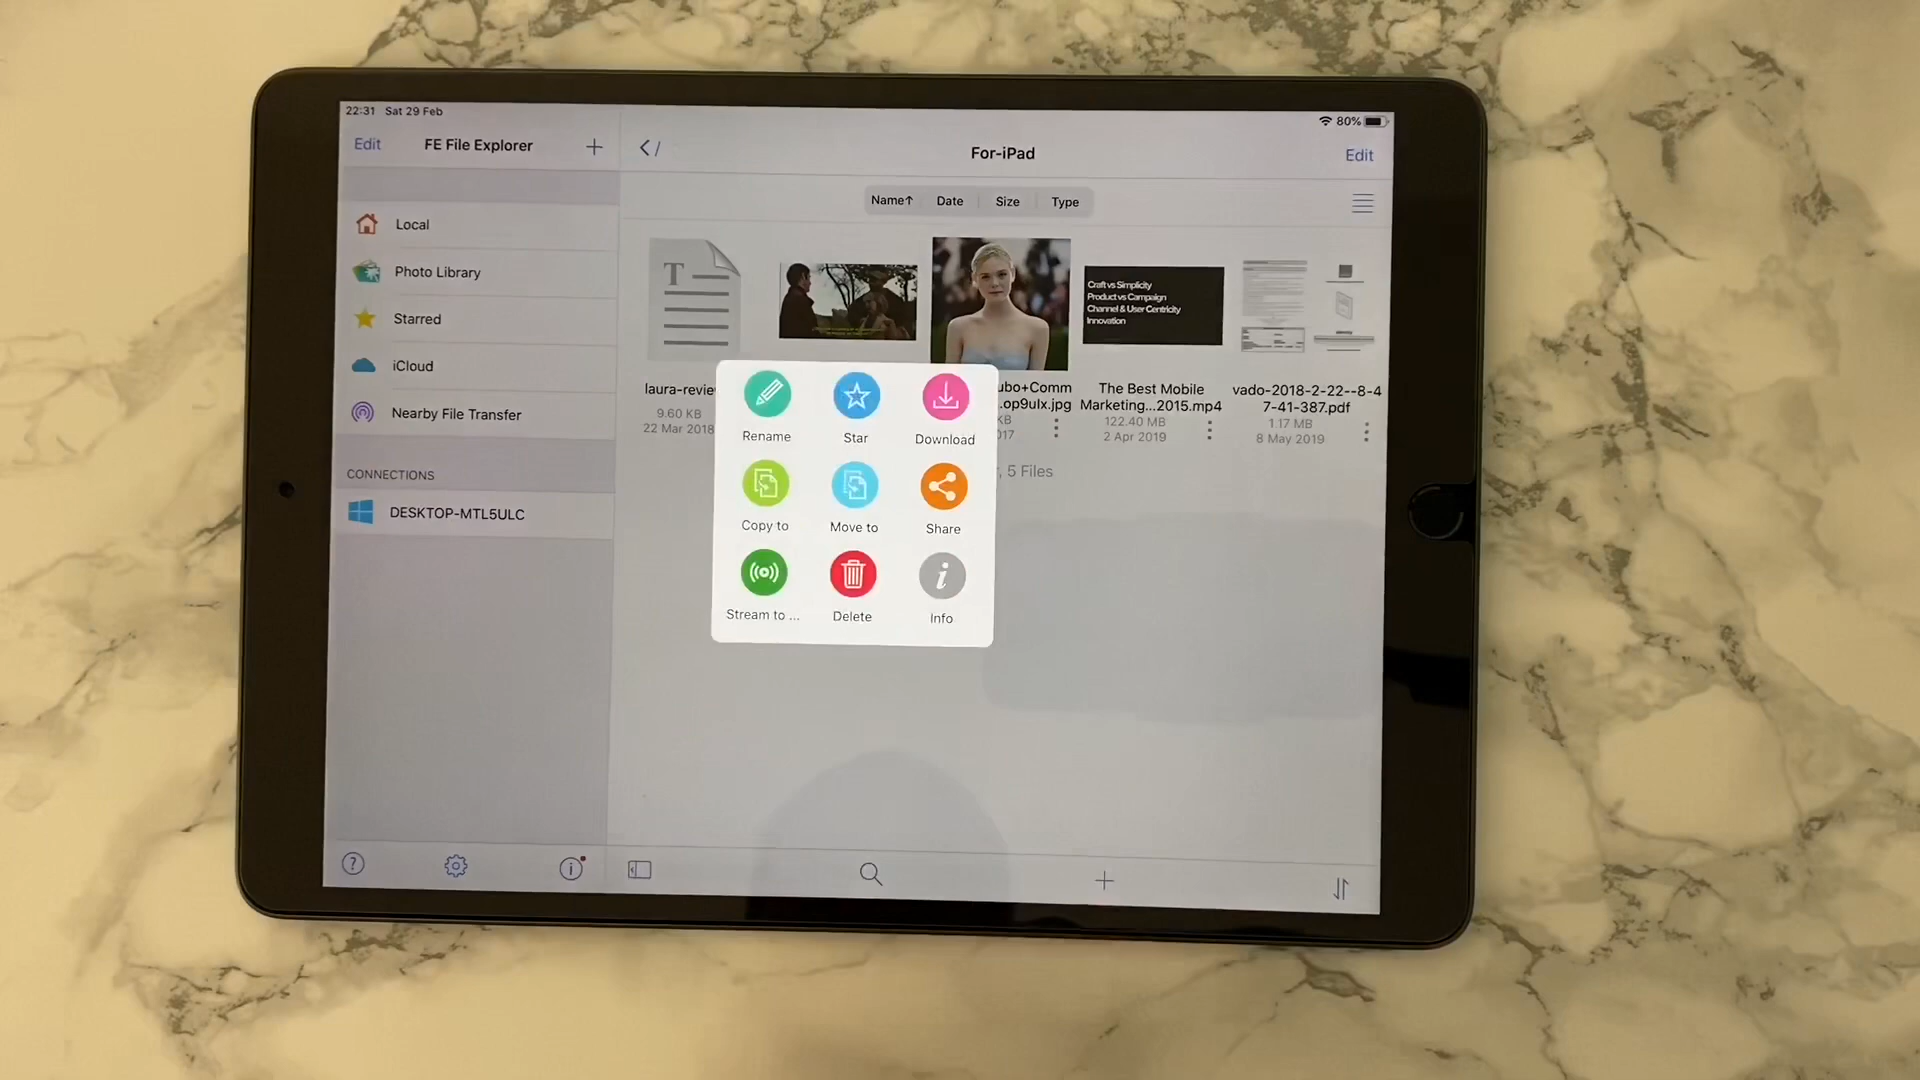 22:31 Sat 29 Feb
80%
Edit
FE File Explorer
+
Local
Photo Library
Starred
iCloud
Nearby File Transfer
CONNECTIONS
DESKTOP-MTL5ULC
/
For-iPad
Edit
Name↑
Date
Size
Type
T
Craft vs Simplicity
Product vs Campaign
Channel & User Centricity
Innovation
laura-revie
9.60 KB
22 Mar 2018
ubo+Comm
.op9ulx.jpg
KB
017
The Best Mobile
Marketing...2015.mp4
122.40 MB
2 Apr 2019
vado-2018-2-22--8-4
7-41-387.pdf
1.17 MB
8 May 2019
, 5 Files
Rename
Star
Download
Copy to
Move to
Share
Stream to ...
Delete
Info